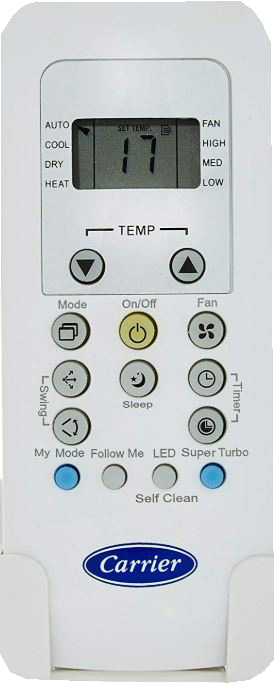 AUTO
SET TEMP.
FAN
COOL
17
HIGH
DRY
MED
HEAT
LOW
TEMP
Mode
On/Off
Fan
Swing
Sleep
Timer
My Mode
Follow Me
LED
Super Turbo
Self Clean
Carrier